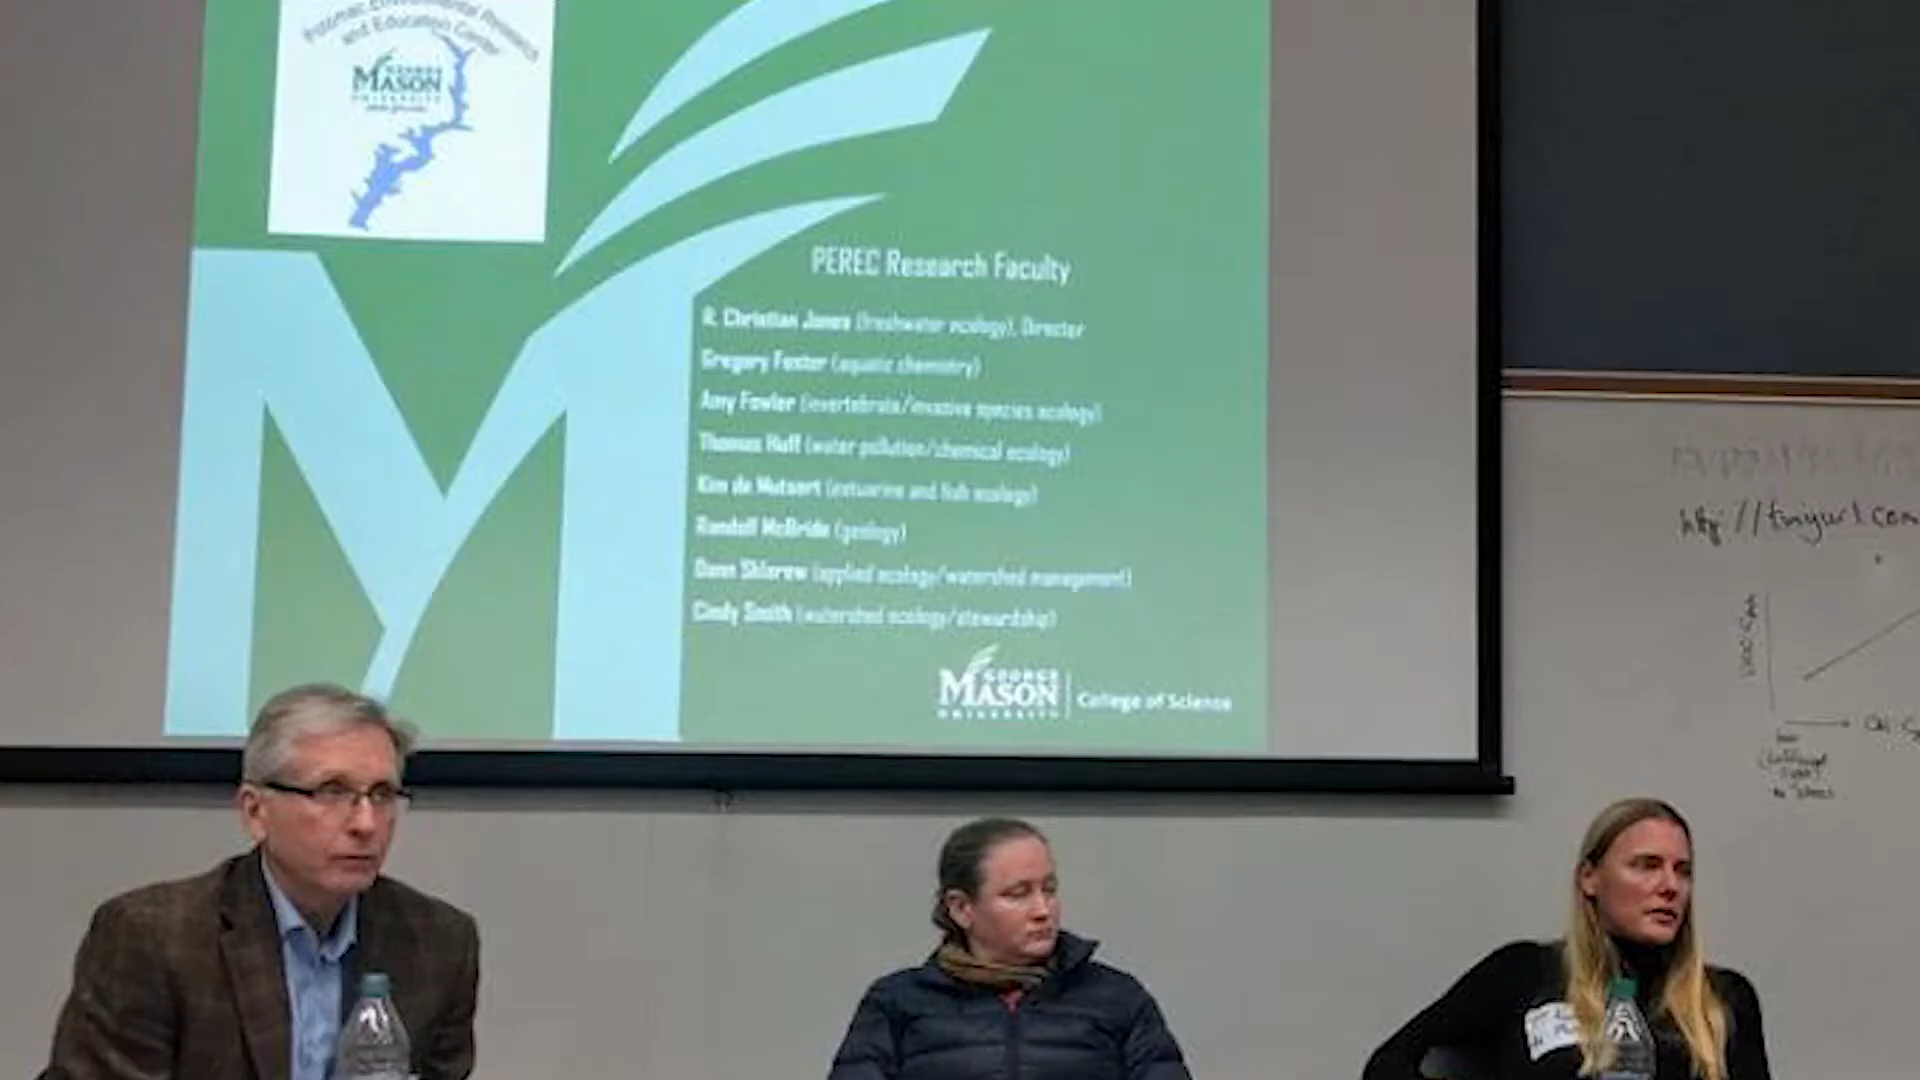 Potomac Environmental Research
and Education Center
GEORGE
MASON
UNIVERSITY
PEREC Research Faculty
R. Christian Jones (freshwater ecology), Director
Gregory Foster (aquatic chemistry)
Amy Fowler (invertebrate/invasive species ecology)
Thomas Huff (water pollution/chemical ecology)
Kim de Mutsert (estuarine and fish ecology)
Randall McBride (geology)
Dann Sklarew (applied ecology/watershed management)
Cindy Smith (watershed ecology/stewardship)
GEORGE
MASON
UNIVERSITY
College of Science
http://tinyurl.com